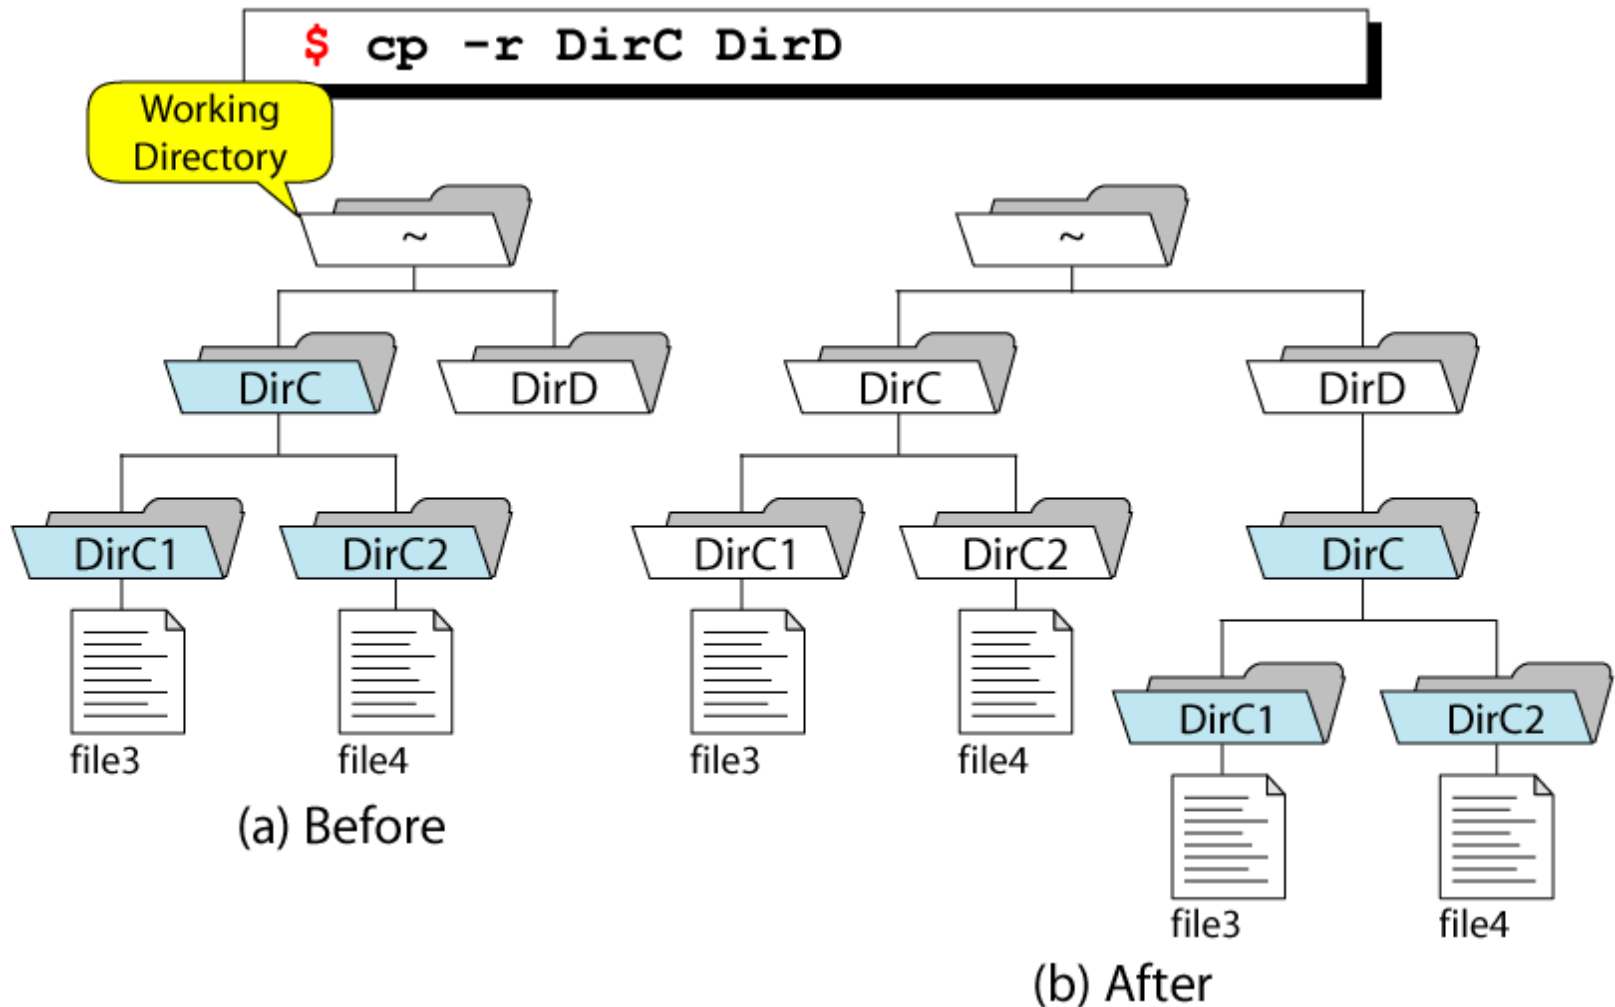 $ cp -r DirC DirD
Working
Directory
~
DirC
DirD
DirC1
DirC2
file3
file4
(a) Before
~
DirC
DirD
DirC1
DirC2
DirC
file3
file4
DirC1
DirC2
file3
file4
(b) After